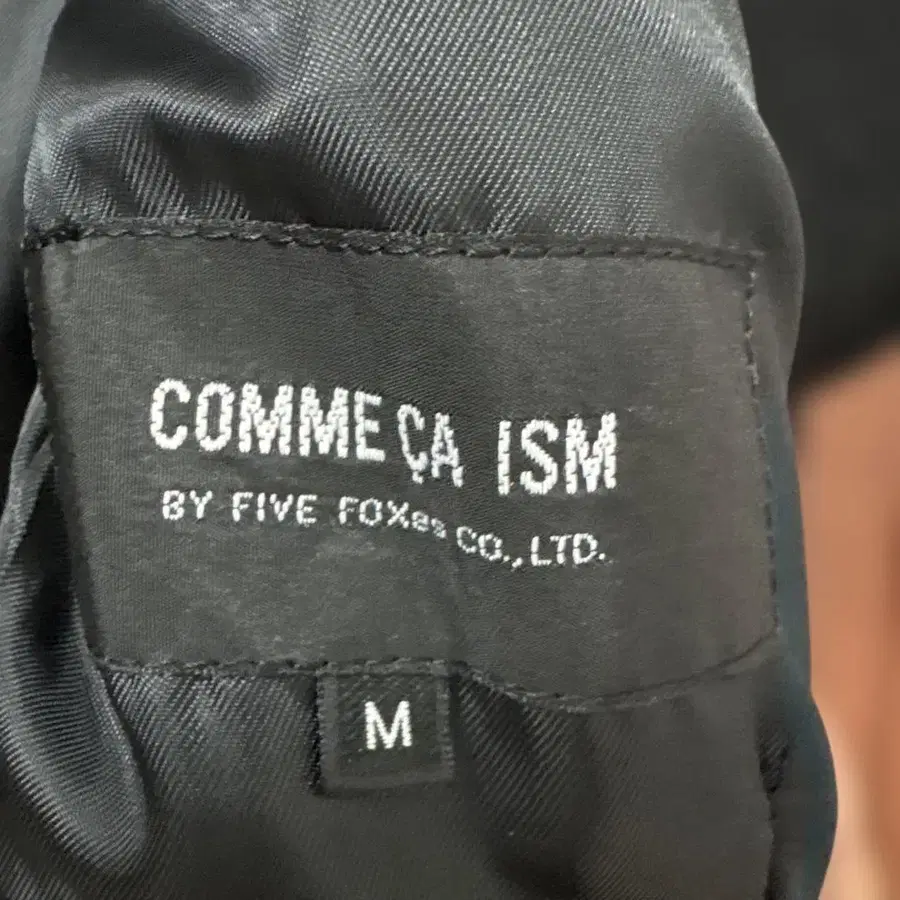 COMME ÇA ISM
BY FIVE FOXes CO., LTD.
M